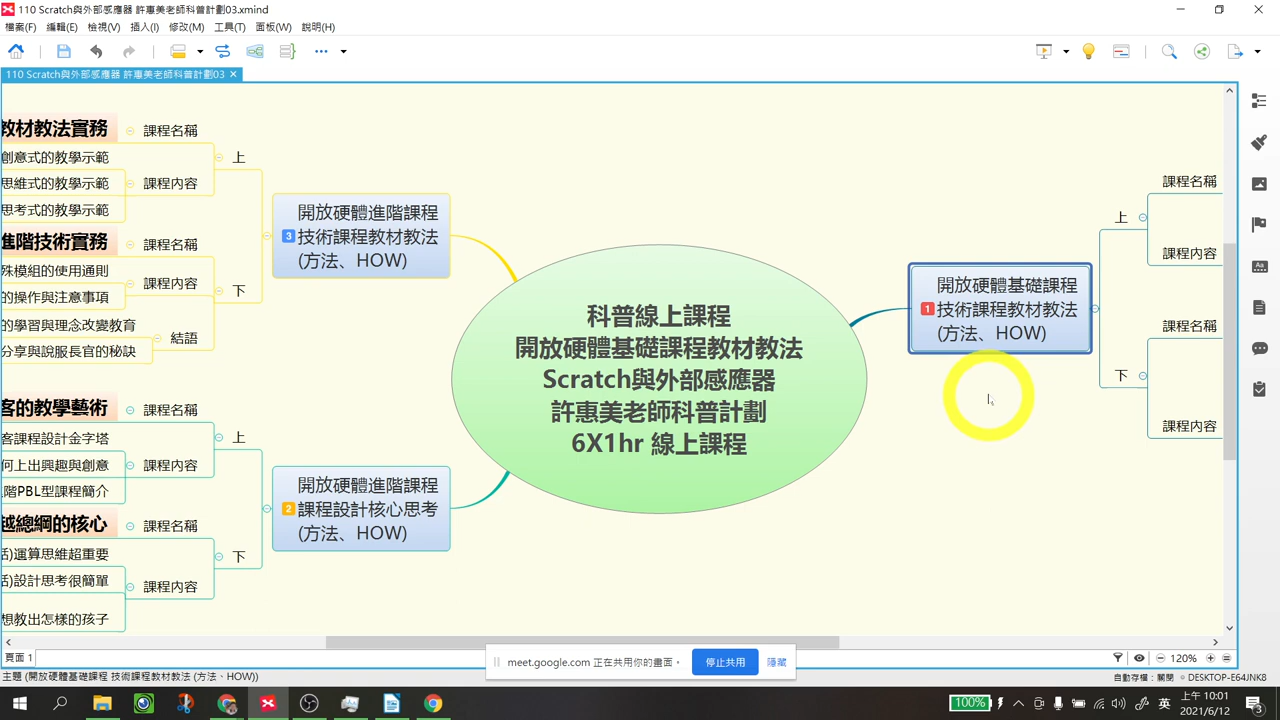 110 Scratch與外部感應器 許惠美老師科普計劃03.xmind
檔案(F) 編輯(E) 檢視(V) 插入(I) 修改(M) 工具(T) 面板(W) 說明(H)
110 Scratch與外部感應器 許惠美老師科普計劃03
教材教法實務
課程名稱
上
創意式的教學示範
思維式的教學示範
課程內容
思考式的教學示範
進階技術實務
課程名稱
殊模組的使用通則
課程內容
下
的操作與注意事項
的學習與理念改變教育
結語
分享與說服長官的秘訣
開放硬體進階課程
3
技術課程教材教法
(方法、HOW)
客的教學藝術
課程名稱
上
客課程設計金字塔
何上出興趣與創意
課程內容
階PBL型課程簡介
越總綱的核心
課程名稱
話)運算思維超重要
下
話)設計思考很簡單
課程內容
想教出怎樣的孩子
開放硬體進階課程
2
課程設計核心思考
(方法、HOW)
科普線上課程
開放硬體基礎課程教材教法
Scratch與外部感應器
許惠美老師科普計劃
6X1hr 線上課程
開放硬體基礎課程
1
技術課程教材教法
(方法、HOW)
課程名稱
上
課程內容
課程名稱
下
課程內容
meet.google.com 正在共用你的畫面。
停止共用
隱藏
頁面 1
120%
主題 (開放硬體基礎課程 技術課程教材教法 (方法、HOW))
自動存檔：關閉
DESKTOP-E64JNK8
100%
英
上午 10:01
2021/6/12
3